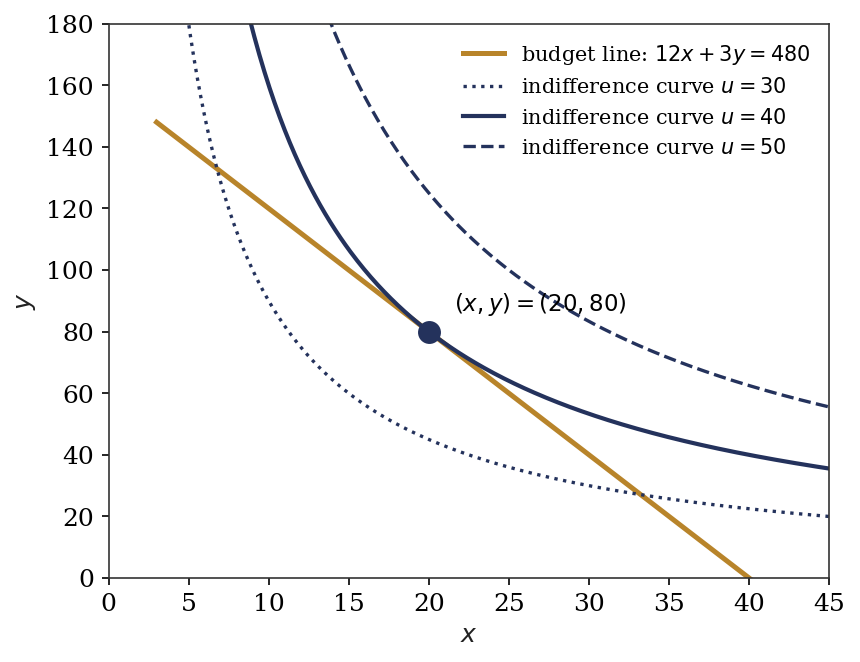 180
160
140
120
100
80
60
40
20
0
y
budget line: 12x + 3y = 480
indifference curve u = 30
indifference curve u = 40
indifference curve u = 50
(x, y) = (20, 80)
0 5 10 15 20 25 30 35 40 45
x